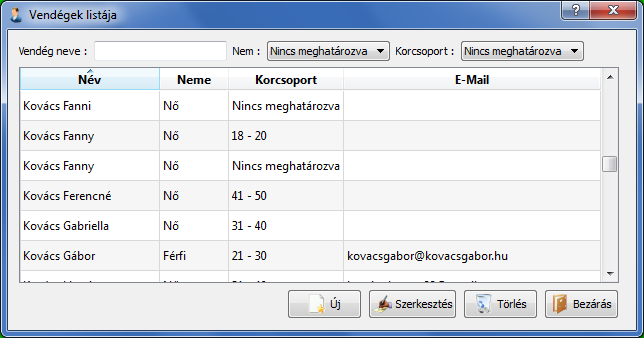 Vendégek listája
Vendég neve : Nem : Nincs meghatározva Korcsoport : Nincs meghatározva
Név Neme Korcsoport E-Mail
Kovács Fanni Nő Nincs meghatározva
Kovács Fanny Nő 18 - 20
Kovács Fanny Nő Nincs meghatározva
Kovács Ferencné Nő 41 - 50
Kovács Gabriella Nő 31 - 40
Kovács Gábor Férfi 21 - 30 kovacsgabor@kovacsgabor.hu
Új Szerkesztés Törlés Bezárás